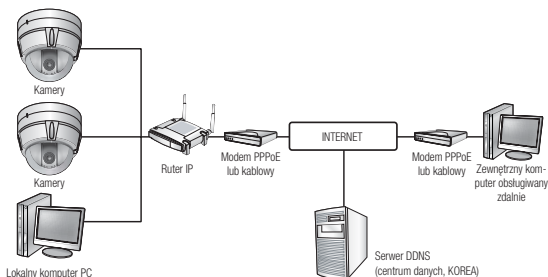 Kamery
Kamery
Lokalny komputer PC
Ruter IP
Modem PPPoE
lub kablowy
INTERNET
Modem PPPoE
lub kablowy
Zewnętrzny kom-
puter obsługiwany
zdalnie
Serwer DDNS
(centrum danych, KOREA)